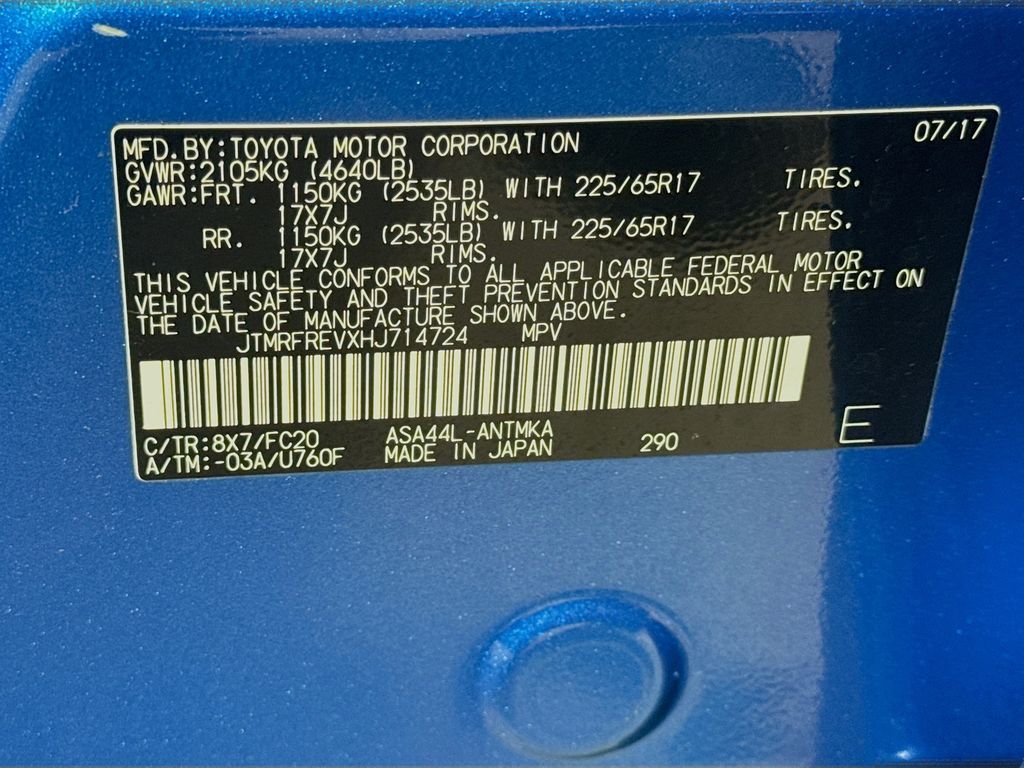 07/17
MFD.BY:TOYOTA MOTOR CORPORATION
GVWR:2105KG (4640LB)
GAWR:FRT. 1150KG (2535LB) WITH 225/65R17 TIRES.
17X7J RIMS.
RR. 1150KG (2535LB) WITH 225/65R17 TIRES.
17X7J RIMS.
THIS VEHICLE CONFORMS TO ALL APPLICABLE FEDERAL MOTOR
VEHICLE SAFETY AND THEFT PREVENTION STANDARDS IN EFFECT ON
THE DATE OF MANUFACTURE SHOWN ABOVE.
JTMRFREVXHJ714724 MPV
C/TR:8X7/FC20 ASA44L-ANTMKA 290 E
A/TM:-03A/U760F MADE IN JAPAN